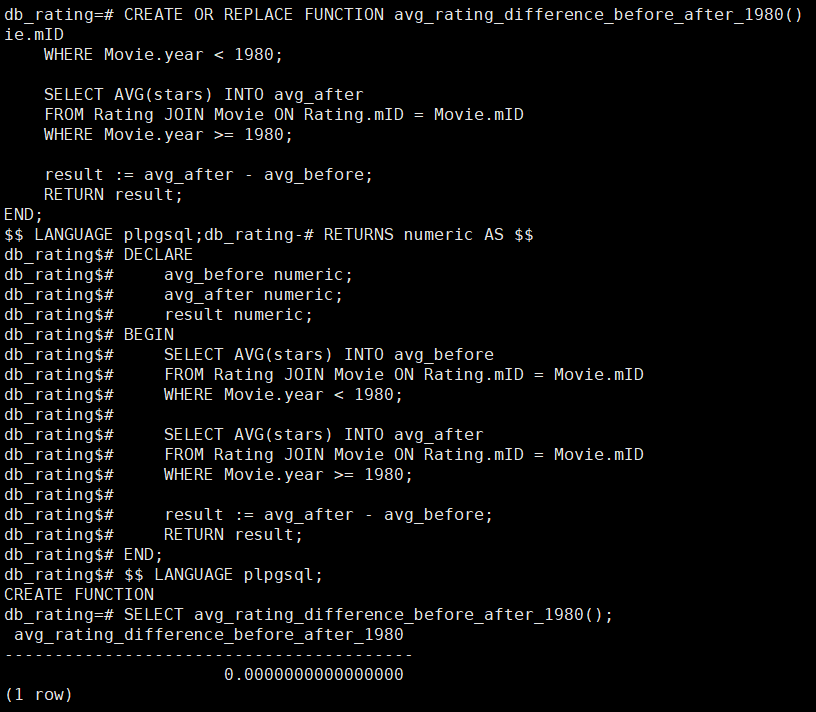 db_rating=# CREATE OR REPLACE FUNCTION avg_rating_difference_before_after_1980()
ie.mID
    WHERE Movie.year < 1980;

    SELECT AVG(stars) INTO avg_after
    FROM Rating JOIN Movie ON Rating.mID = Movie.mID
    WHERE Movie.year >= 1980;

    result := avg_after - avg_before;
    RETURN result;
END;
$$ LANGUAGE plpgsql;db_rating-# RETURNS numeric AS $$
db_rating$# DECLARE
db_rating$#     avg_before numeric;
db_rating$#     avg_after numeric;
db_rating$#     result numeric;
db_rating$# BEGIN
db_rating$#     SELECT AVG(stars) INTO avg_before
db_rating$#     FROM Rating JOIN Movie ON Rating.mID = Movie.mID
db_rating$#     WHERE Movie.year < 1980;
db_rating$#
db_rating$#     SELECT AVG(stars) INTO avg_after
db_rating$#     FROM Rating JOIN Movie ON Rating.mID = Movie.mID
db_rating$#     WHERE Movie.year >= 1980;
db_rating$#
db_rating$#     result := avg_after - avg_before;
db_rating$#     RETURN result;
db_rating$# END;
db_rating$# $$ LANGUAGE plpgsql;
CREATE FUNCTION
db_rating=# SELECT avg_rating_difference_before_after_1980();
 avg_rating_difference_before_after_1980
-----------------------------------------
                      0.0000000000000000
(1 row)